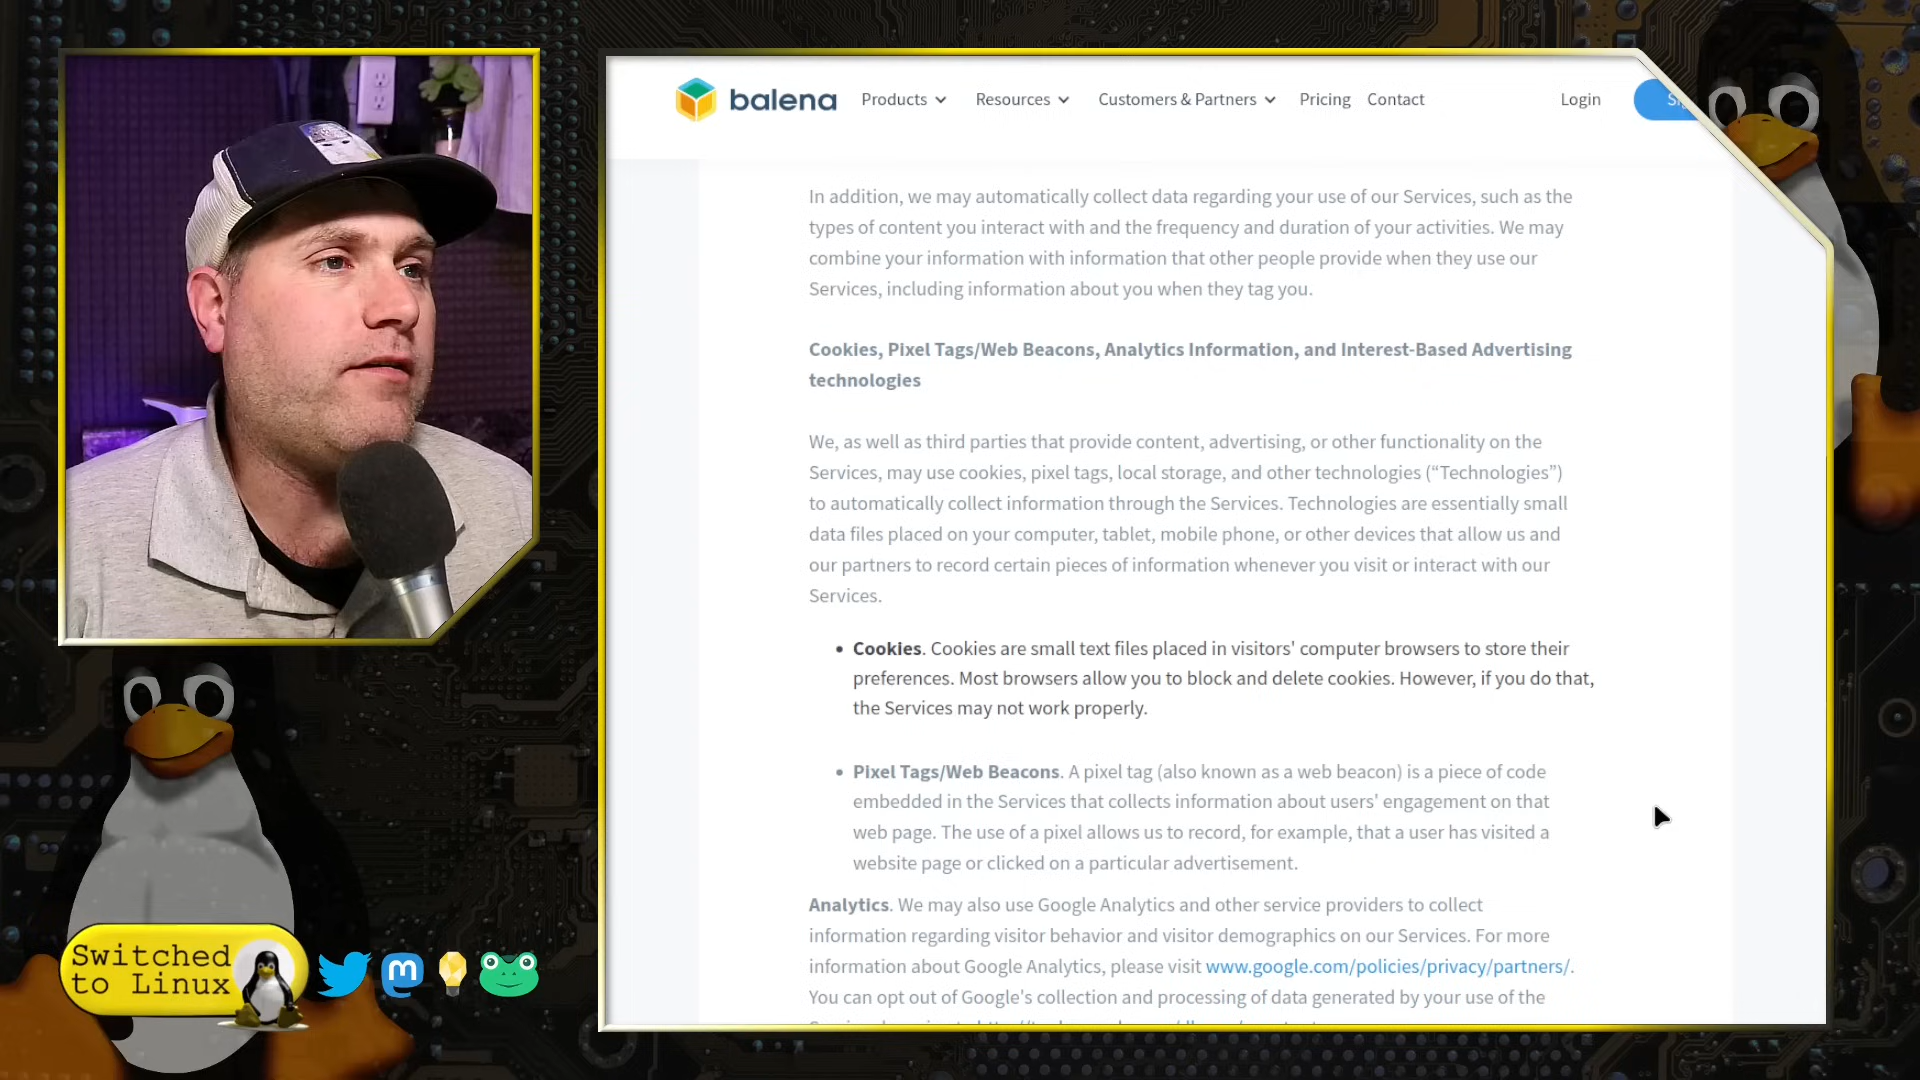 balena
Products
Resources
Customers & Partners
Pricing
Contact
Login
In addition, we may automatically collect data regarding your use of our Services, such as the
types of content you interact with and the frequency and duration of your activities. We may
combine your information with information that other people provide when they use our
Services, including information about you when they tag you.
Cookies, Pixel Tags/Web Beacons, Analytics Information, and Interest-Based Advertising
technologies
We, as well as third parties that provide content, advertising, or other functionality on the
Services, may use cookies, pixel tags, local storage, and other technologies (“Technologies”)
to automatically collect information through the Services. Technologies are essentially small
data files placed on your computer, tablet, mobile phone, or other devices that allow us and
our partners to record certain pieces of information whenever you visit or interact with our
Services.
• Cookies. Cookies are small text files placed in visitors' computer browsers to store their
preferences. Most browsers allow you to block and delete cookies. However, if you do that,
the Services may not work properly.
• Pixel Tags/Web Beacons. A pixel tag (also known as a web beacon) is a piece of code
embedded in the Services that collects information about users' engagement on that
web page. The use of a pixel allows us to record, for example, that a user has visited a
website page or clicked on a particular advertisement.
Analytics. We may also use Google Analytics and other service providers to collect
information regarding visitor behavior and visitor demographics on our Services. For more
information about Google Analytics, please visit www.google.com/policies/privacy/partners/.
You can opt out of Google's collection and processing of data generated by your use of the
Switched
to Linux